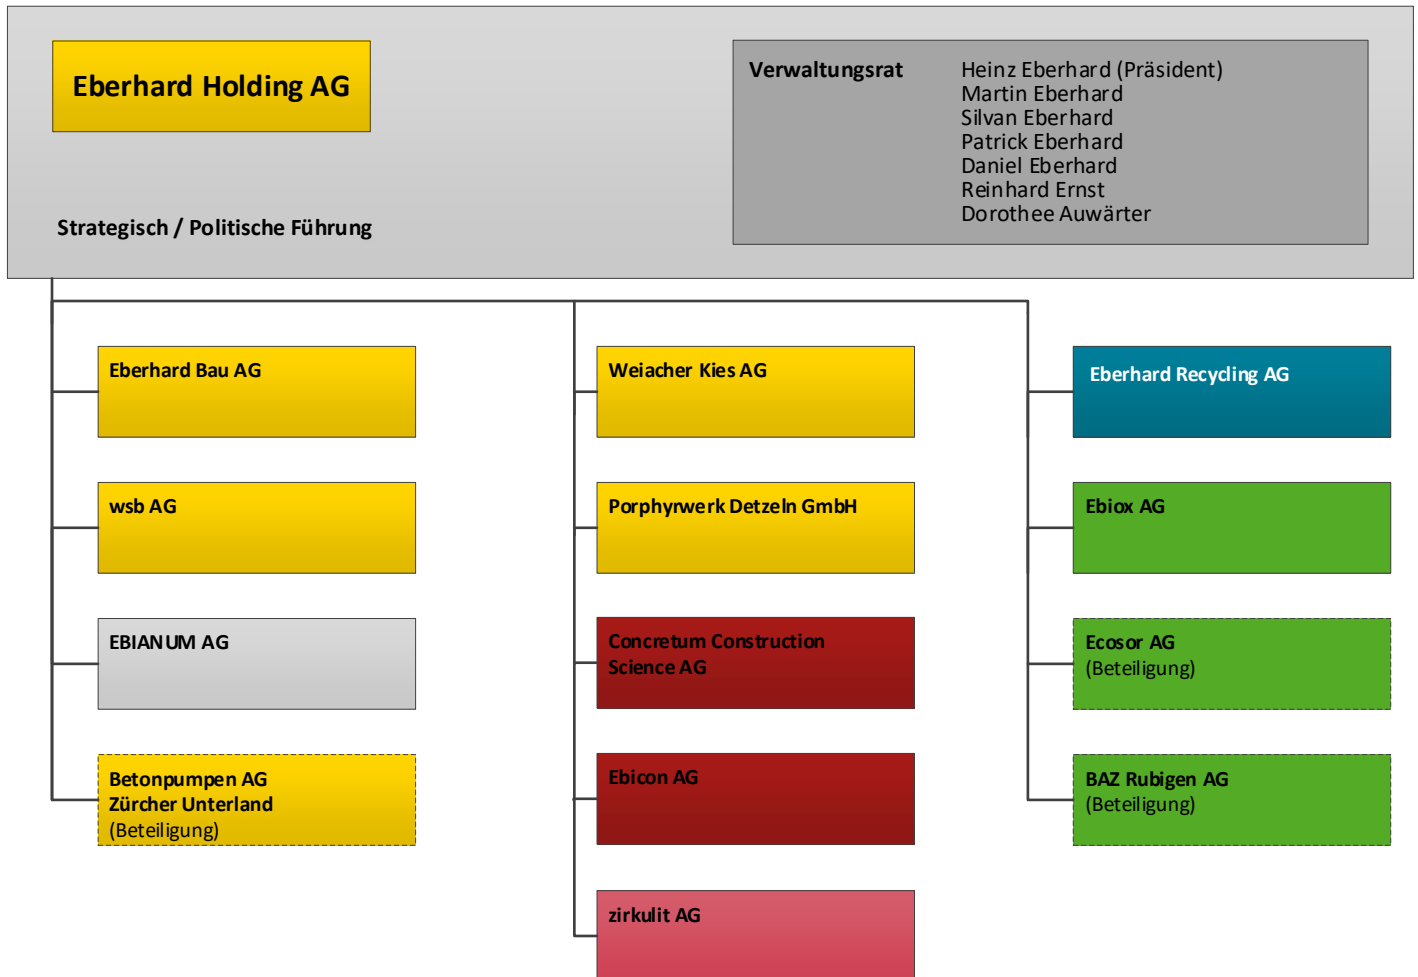 Eberhard Holding AG
Strategisch / Politische Führung
Verwaltungsrat Heinz Eberhard (Präsident)
Martin Eberhard
Silvan Eberhard
Patrick Eberhard
Daniel Eberhard
Reinhard Ernst
Dorothee Auwärter
Eberhard Bau AG
wsb AG
EBIANUM AG
Betonpumpen AG
Zürcher Unterland
(Beteiligung)
Weiacher Kies AG
Porphyrwerk Detzeln GmbH
Concretum Construction
Science AG
Ebicon AG
zirkulit AG
Eberhard Recycling AG
Ebiox AG
Ecosor AG
(Beteiligung)
BAZ Rubigen AG
(Beteiligung)